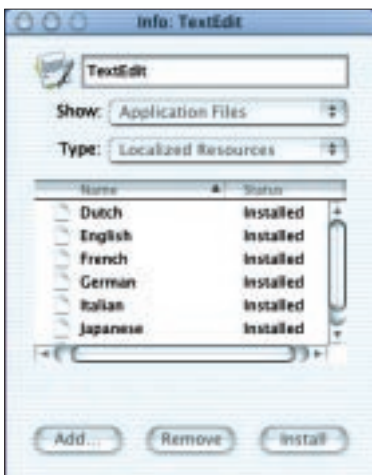 Info: TextEdit
TextEdit
Show: Application Files
Type: Localized Resources
Name Status
Dutch Installed
English Installed
French Installed
German Installed
Italian Installed
Japanese Installed
Add... Remove Install